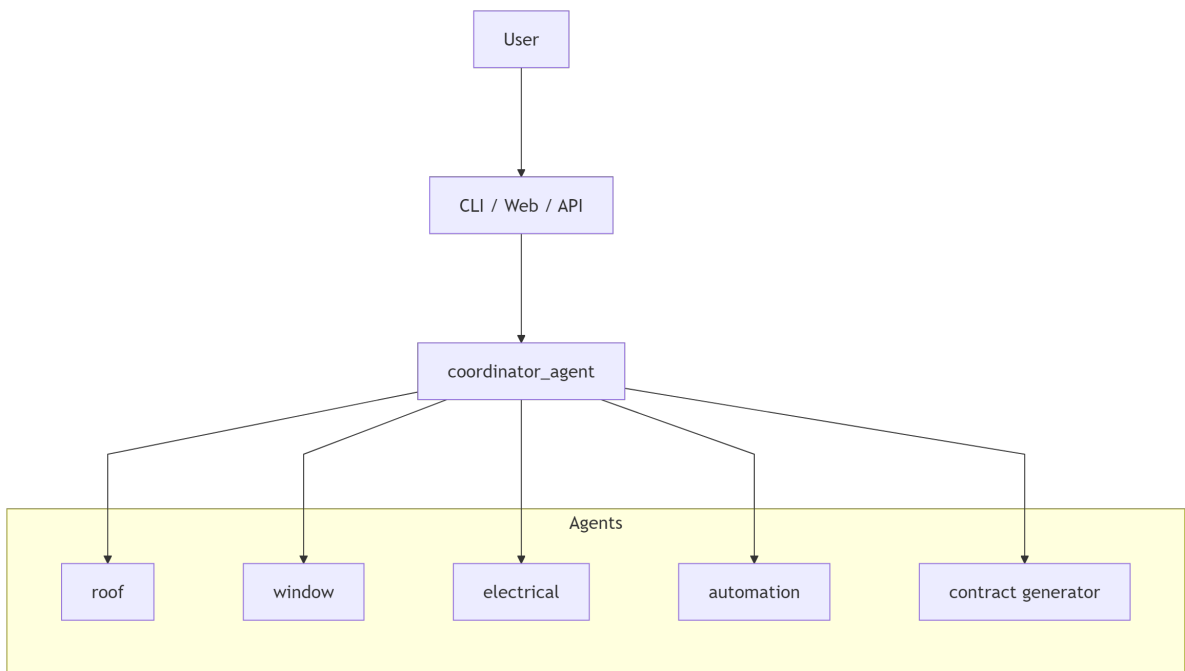 User
CLI / Web / API
coordinator_agent
Agents
roof
window
electrical
automation
contract generator